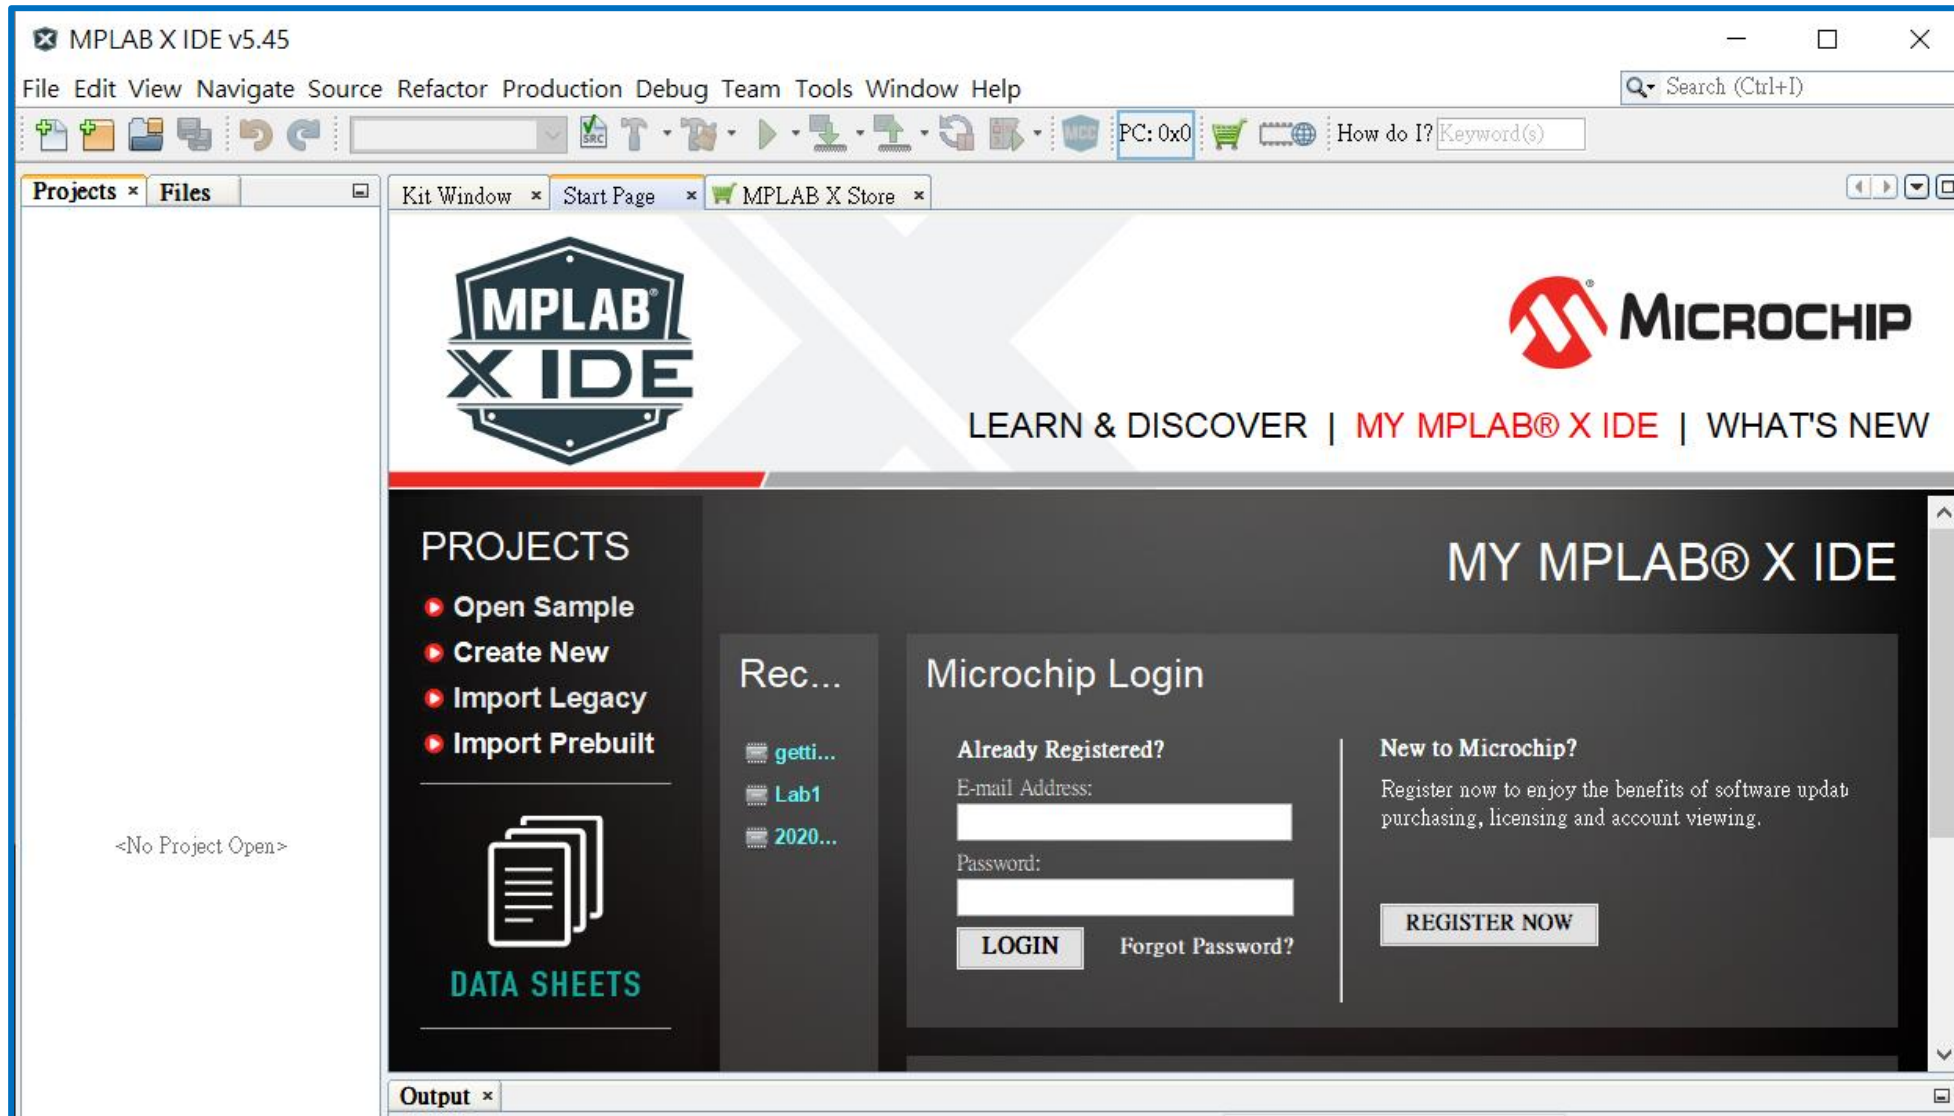 MPLAB X IDE v5.45
File Edit View Navigate Source Refactor Production Debug Team Tools Window Help
Search (Ctrl+I)
SRC
MCC
PC: 0x0
How do I? Keyword(s)
Projects × Files
Kit Window × Start Page × MPLAB X Store ×
MPLAB®
X IDE
MICROCHIP
LEARN & DISCOVER | MY MPLAB® X IDE | WHAT'S NEW
PROJECTS
Open Sample
Create New
Import Legacy
Import Prebuilt
DATA SHEETS
<No Project Open>
MY MPLAB® X IDE
Rec...
getti...
Lab1
2020...
Microchip Login
Already Registered?
E-mail Address:
Password:
LOGIN Forgot Password?
New to Microchip?
Register now to enjoy the benefits of software updat
purchasing, licensing and account viewing.
REGISTER NOW
Output ×